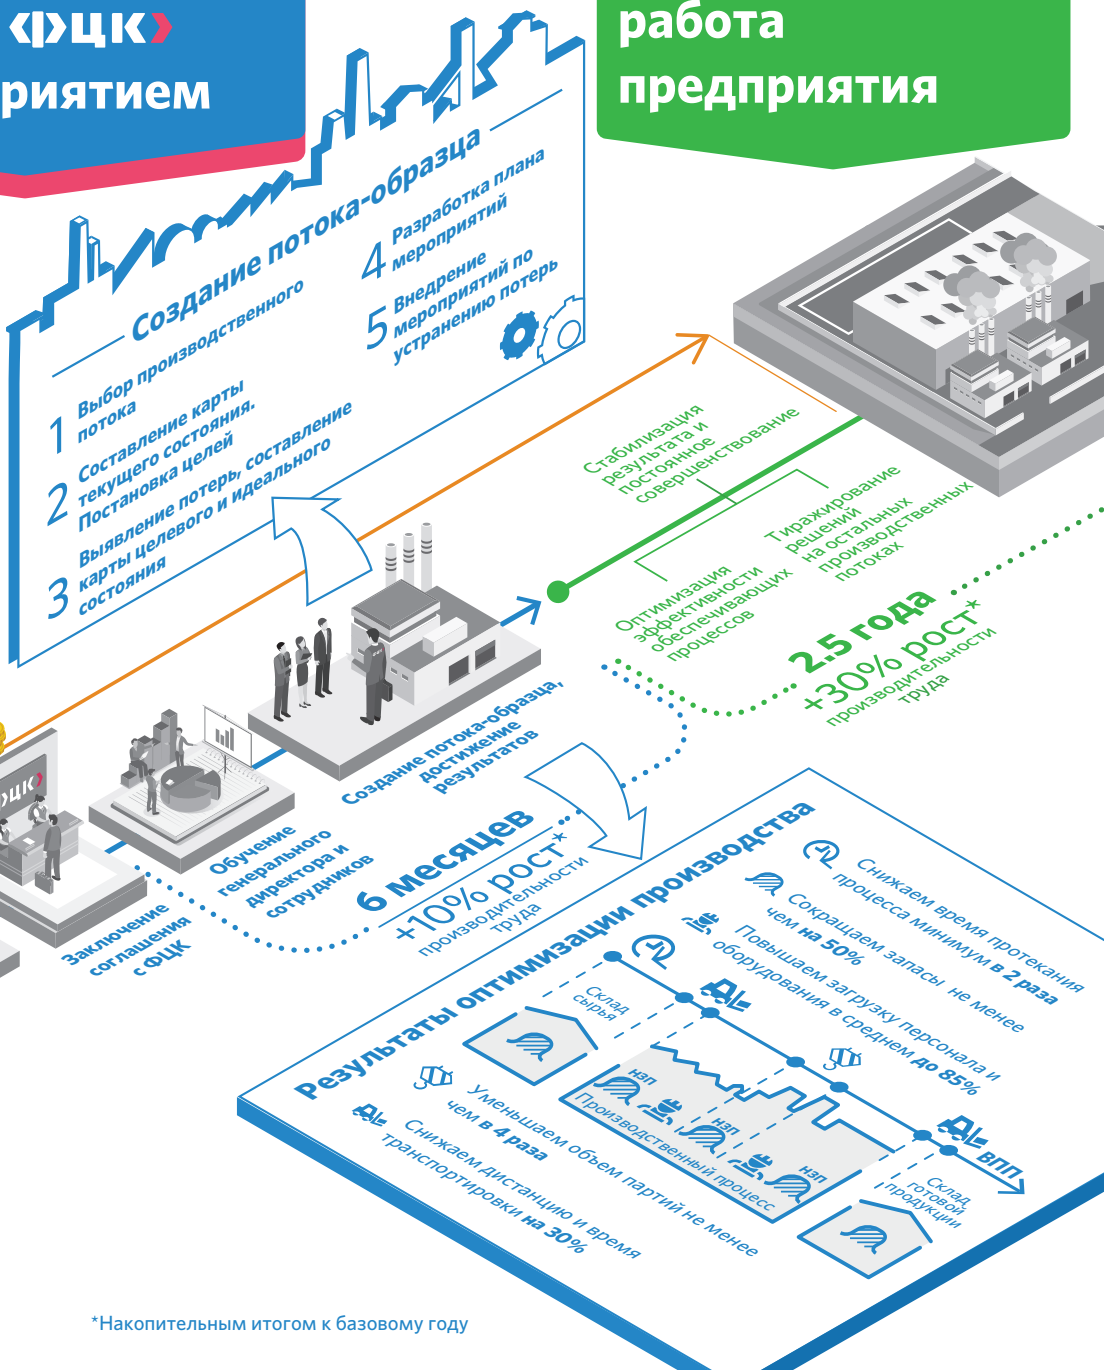 ФЦК
риятием
работа
предприятия
Создание потока-образца
1 Выбор производственного
потока
2 Составление карты
текущего состояния.
Постановка целей
3 Выявление потерь, составление
карты целевого и идеального
состояния
4 Разработка плана
мероприятий
5 Внедрение
мероприятий по
устранению потерь
Стабилизация
результата и
постоянное
совершенствование
Тиражирование
решений
на остальных
производственных
потоках
Оптимизация
эффективности
обеспечивающих
процессов
2.5 года
+30% рост*
производительности
труда
ФЦК
Заключение
соглашения
с ФЦК
Обучение
генерального
директора и
сотрудников
Создание потока-образца,
достижение
результатов
6 месяцев
+10% рост*
производительности
труда
Результаты оптимизации производства
Снижаем время протекания
процесса минимум в 2 раза
Сокращаем запасы не менее
чем на 50%
Повышаем загрузку персонала и
оборудования в среднем до 85%
Склад
сырья
НЗП
НЗП
НЗП
Производственный процесс
ВПП
Склад
готовой
продукции
Уменьшаем объем партий не менее
чем в 4 раза
Снижаем дистанцию и время
транспортировки на 30%
*Накопительным итогом к базовому году